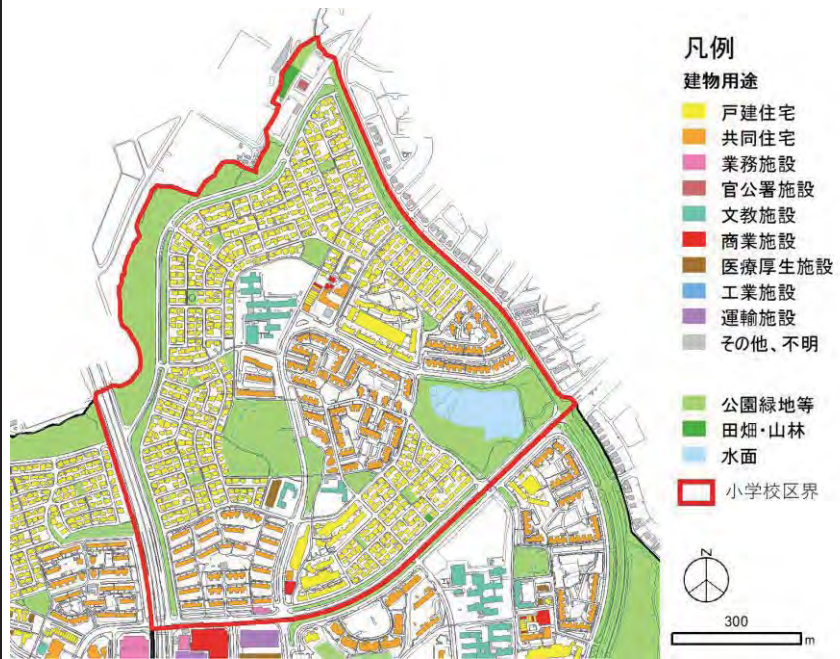 凡例
建物用途
戸建住宅
共同住宅
業務施設
官公署施設
文教施設
商業施設
医療厚生施設
工業施設
運輸施設
その他、不明
公園緑地等
田畑・山林
水面
小学校区界
N
300
m